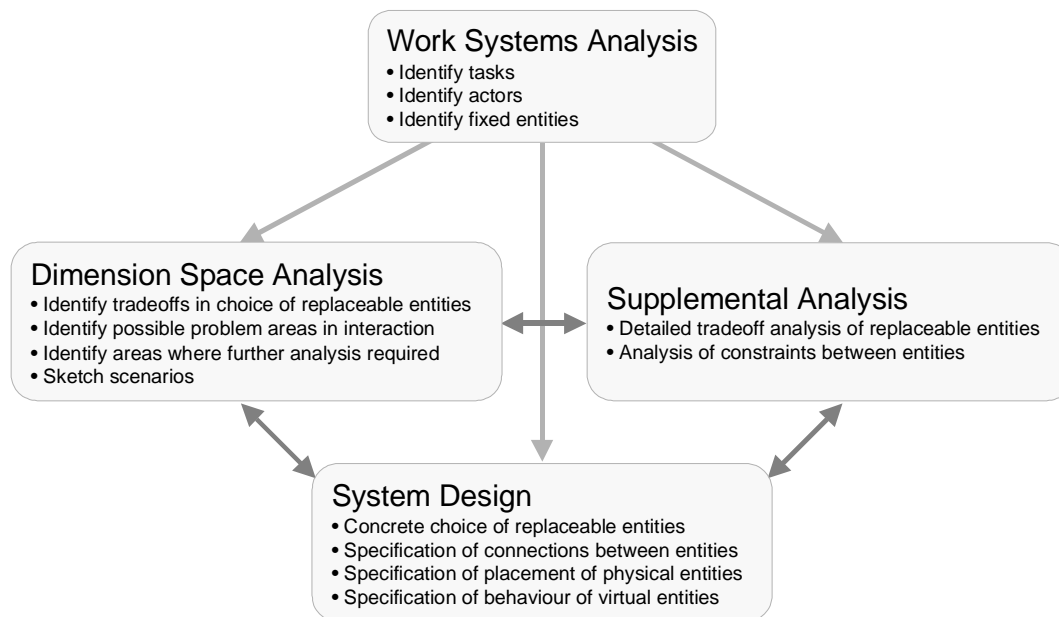 Work Systems Analysis
• Identify tasks
• Identify actors
• Identify fixed entities
Dimension Space Analysis
• Identify tradeoffs in choice of replaceable entities
• Identify possible problem areas in interaction
• Identify areas where further analysis required
• Sketch scenarios
Supplemental Analysis
• Detailed tradeoff analysis of replaceable entities
• Analysis of constraints between entities
System Design
• Concrete choice of replaceable entities
• Specification of connections between entities
• Specification of placement of physical entities
• Specification of behaviour of virtual entities